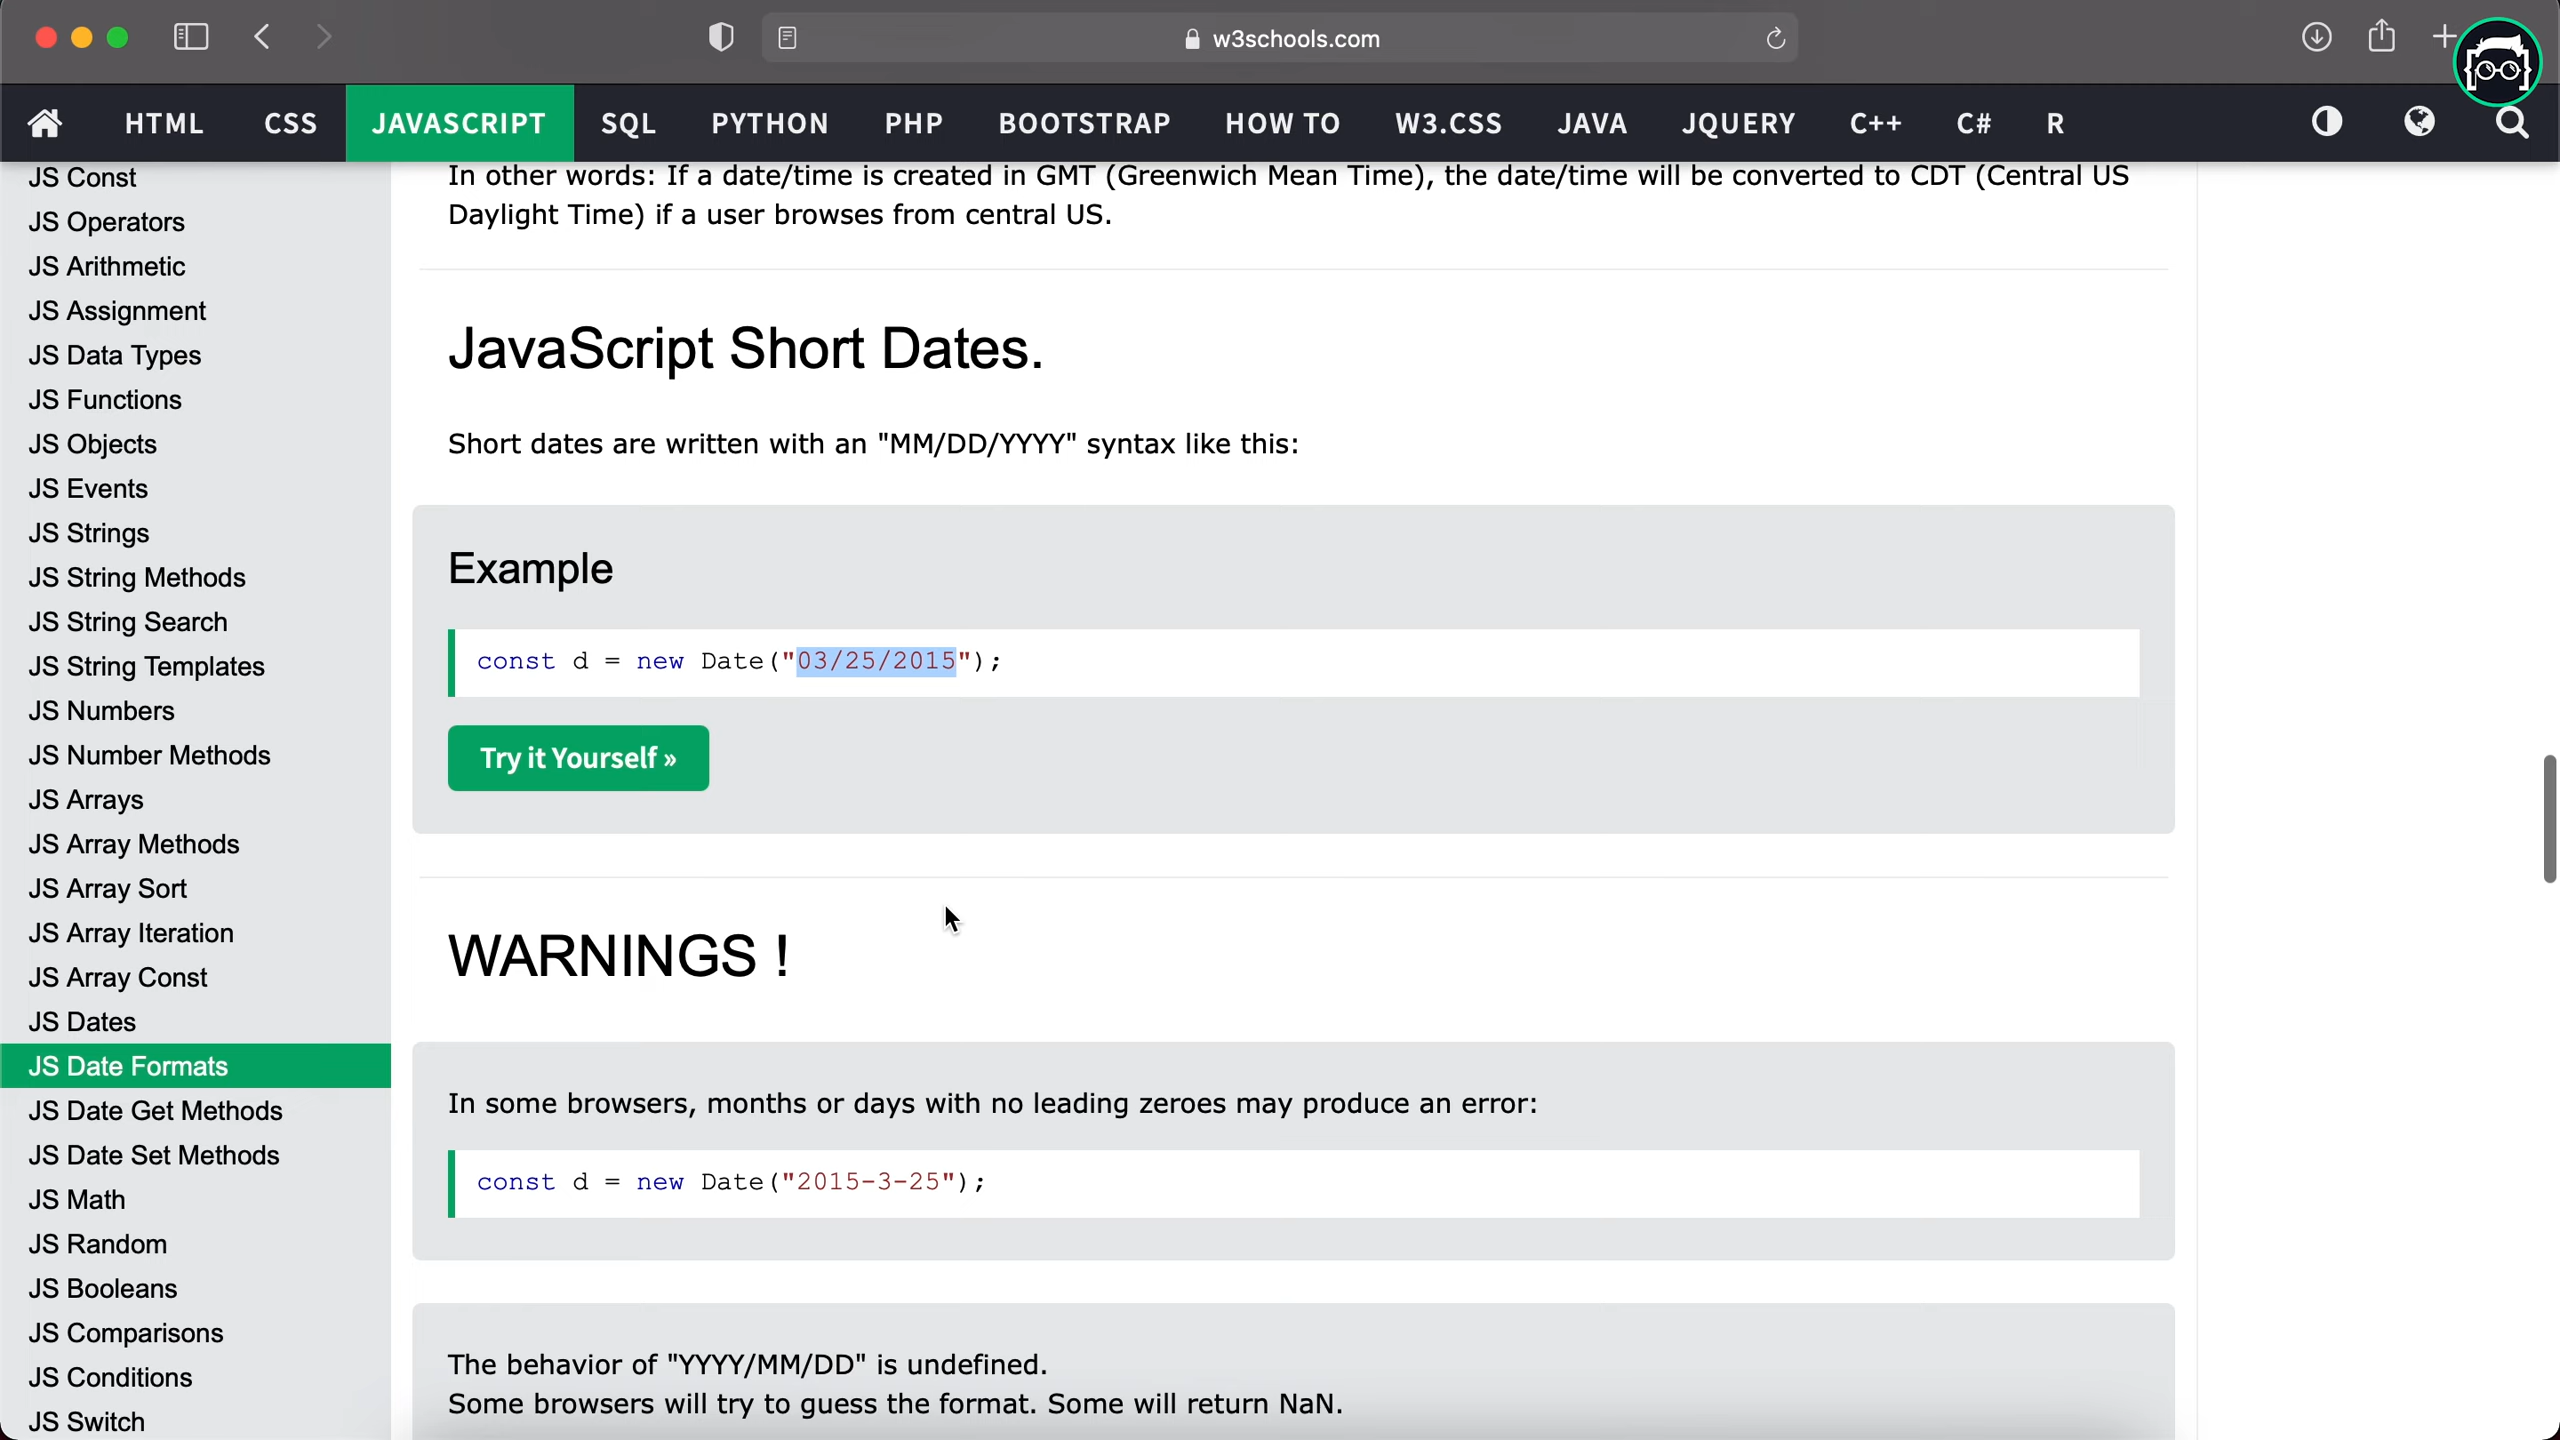 w3schools.com
HTML CSS JAVASCRIPT SQL PYTHON PHP BOOTSTRAP HOW TO W3.CSS JAVA JQUERY C++ C# R
JS Const
JS Operators
JS Arithmetic
JS Assignment
JS Data Types
JS Functions
JS Objects
JS Events
JS Strings
JS String Methods
JS String Search
JS String Templates
JS Numbers
JS Number Methods
JS Arrays
JS Array Methods
JS Array Sort
JS Array Iteration
JS Array Const
JS Dates
JS Date Formats
JS Date Get Methods
JS Date Set Methods
JS Math
JS Random
JS Booleans
JS Comparisons
JS Conditions
JS Switch
In other words: If a date/time is created in GMT (Greenwich Mean Time), the date/time will be converted to CDT (Central US
Daylight Time) if a user browses from central US.
JavaScript Short Dates.
Short dates are written with an "MM/DD/YYYY" syntax like this:
Example
const d = new Date("03/25/2015");
Try it Yourself »
WARNINGS !
In some browsers, months or days with no leading zeroes may produce an error:
const d = new Date("2015-3-25");
The behavior of "YYYY/MM/DD" is undefined.
Some browsers will try to guess the format. Some will return NaN.